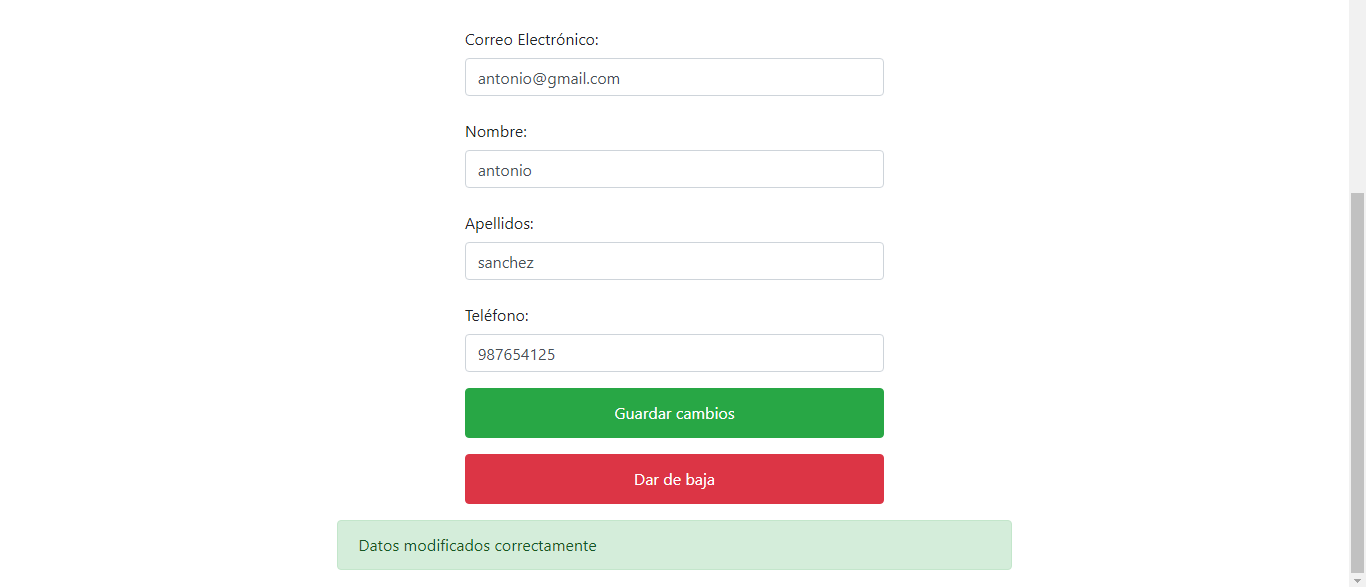 Correo Electrónico:
antonio@gmail.com
Nombre:
antonio
Apellidos:
sanchez
Teléfono:
987654125
Guardar cambios
Dar de baja
Datos modificados correctamente